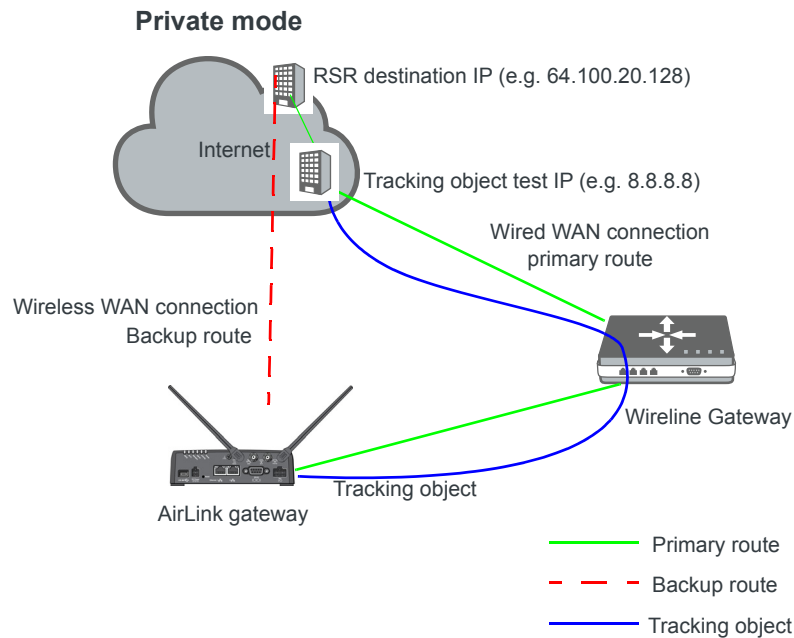 Private mode
RSR destination IP (e.g. 64.100.20.128)
Internet
Tracking object test IP (e.g. 8.8.8.8)
Wired WAN connection
primary route
Wireless WAN connection
Backup route
Wireline Gateway
Tracking object
AirLink gateway
Primary route
Backup route
Tracking object